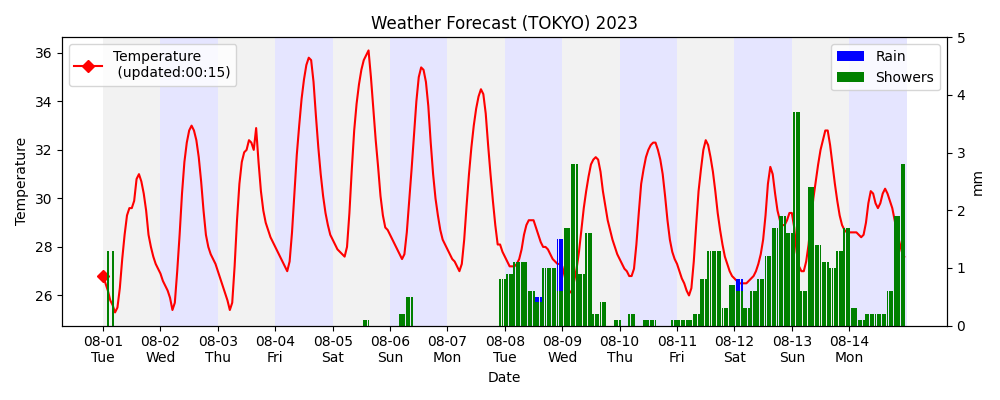 Weather Forecast (TOKYO) 2023
Temperature
(updated:00:15)
Rain
Showers
Temperature
36
34
32
30
28
26
5
4
3
2
1
0
mm
08-01 08-02 08-03 08-04 08-05 08-06 08-07 08-08 08-09 08-10 08-11 08-12 08-13 08-14
Tue Wed Thu Fri Sat Sun Mon Tue Wed Thu Fri Sat Sun Mon
Date